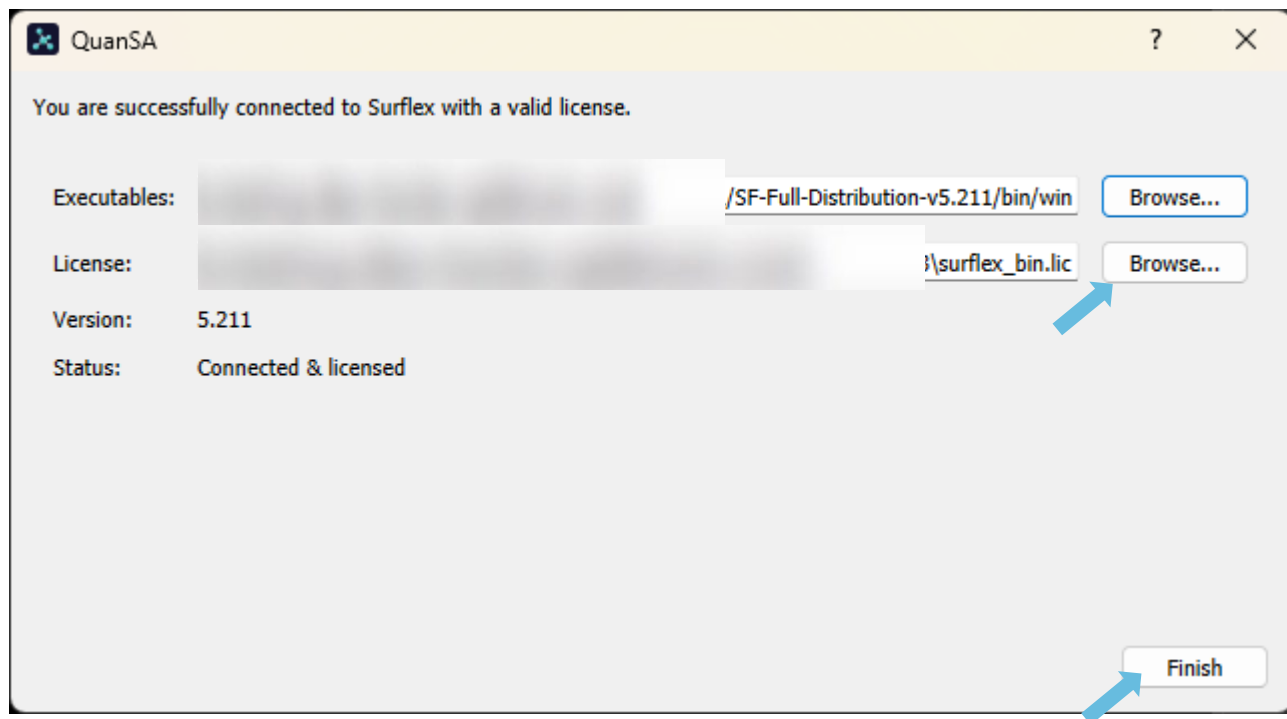 QuanSA
?
You are successfully connected to Surflex with a valid license.
Executables: /SF-Full-Distribution-v5.211/bin/win Browse...
License: \surflex_bin.lic Browse...
Version: 5.211
Status: Connected & licensed
Finish